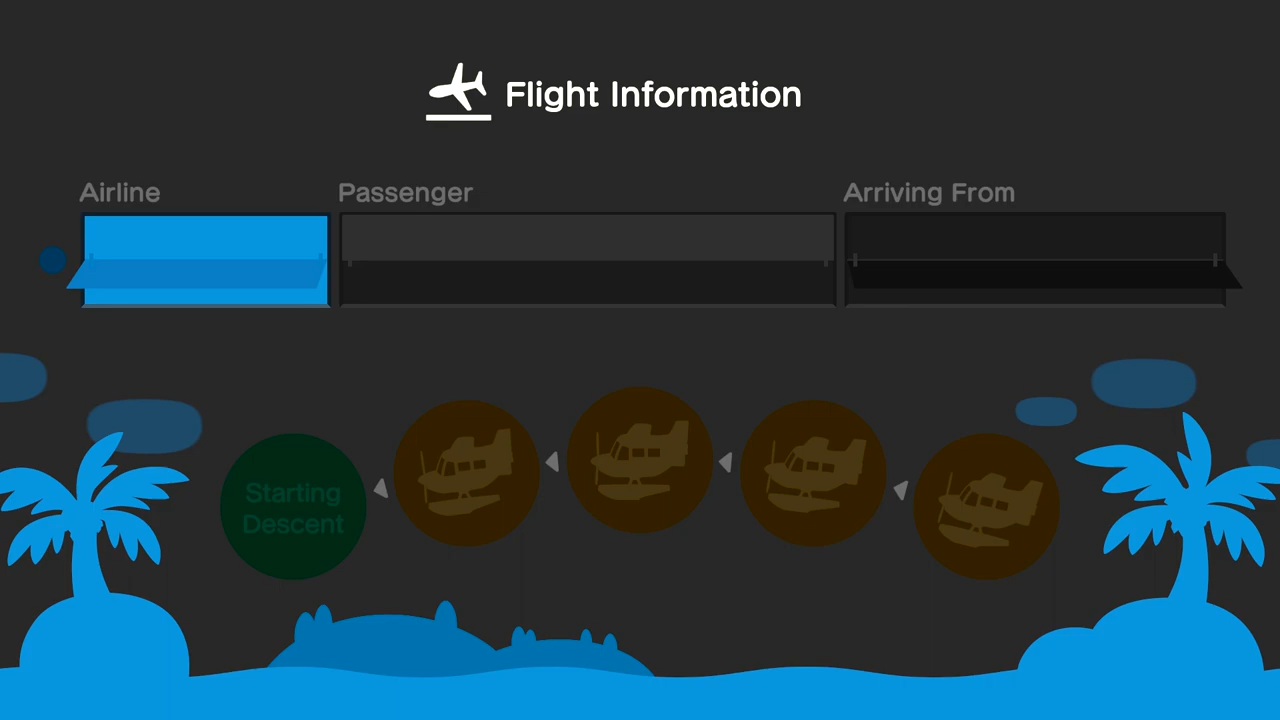 Flight Information
Airline
Passenger
Arriving From
Starting
Descent